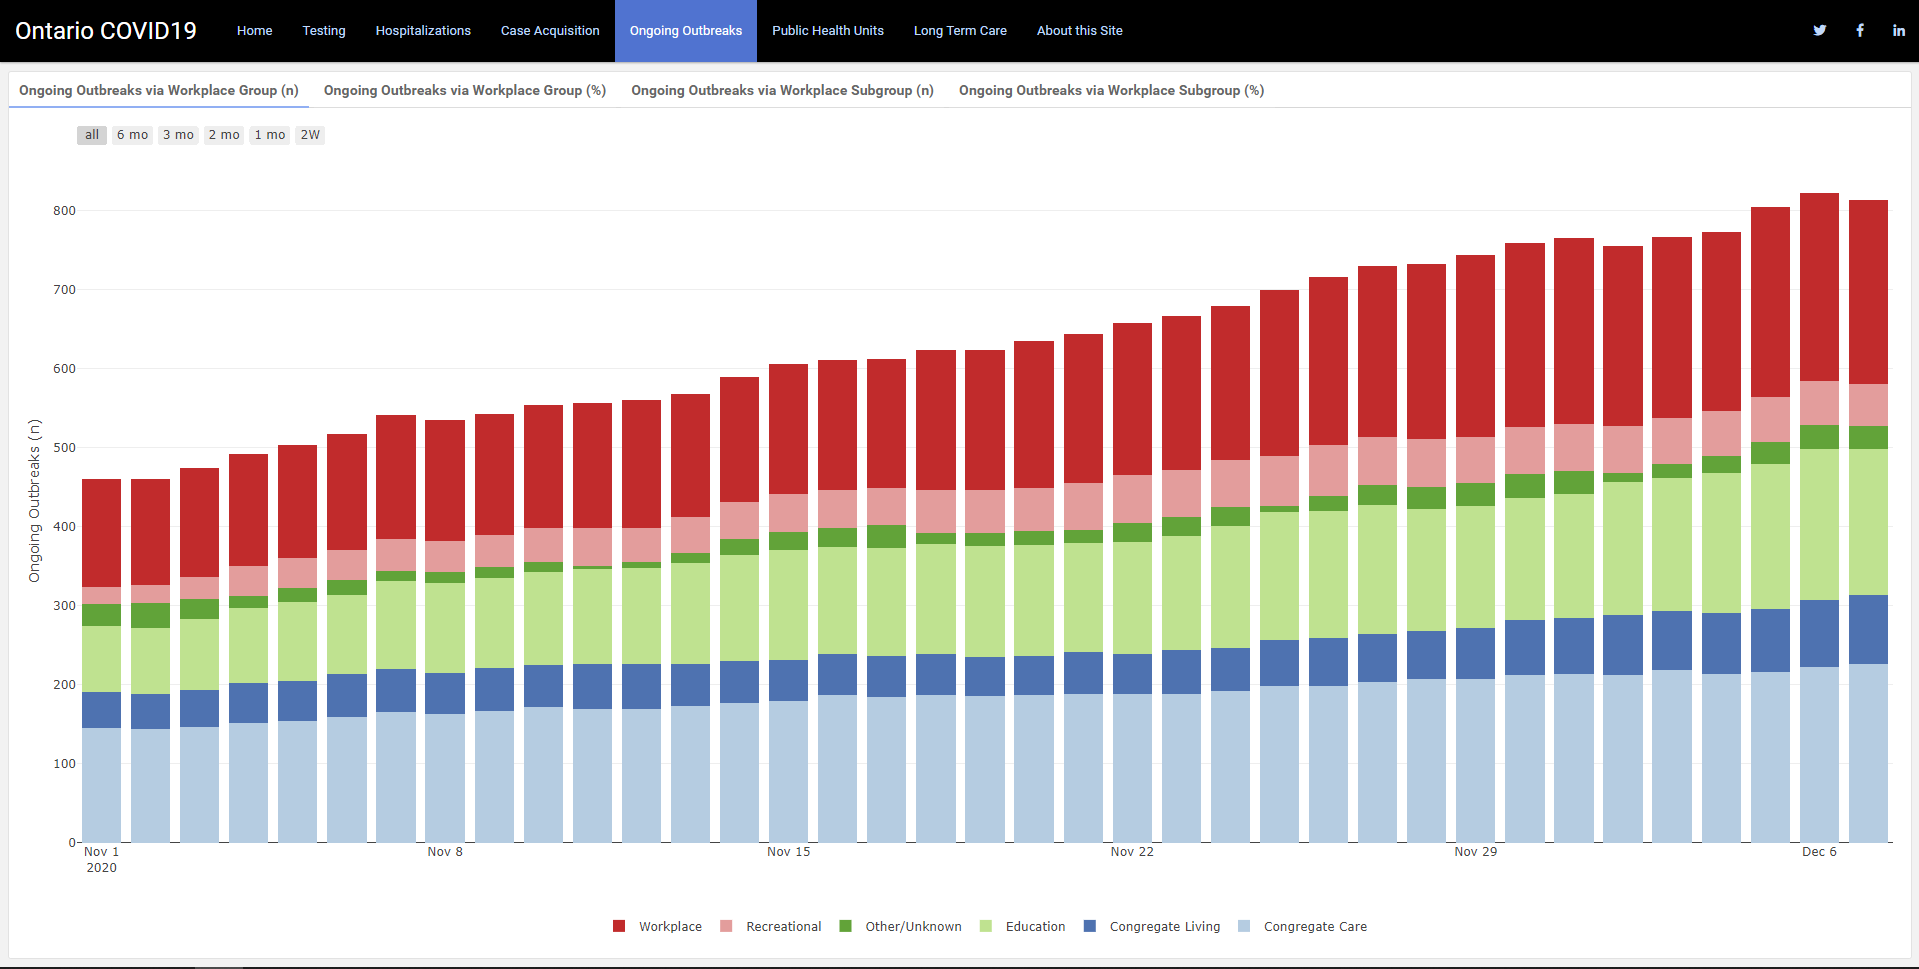 Ontario COVID19 Home Testing Hospitalizations Case Acquisition Ongoing Outbreaks Public Health Units Long Term Care About this Site
Ongoing Outbreaks via Workplace Group (n) Ongoing Outbreaks via Workplace Group (%) Ongoing Outbreaks via Workplace Subgroup (n) Ongoing Outbreaks via Workplace Subgroup (%)
all 6 mo 3 mo 2 mo 1 mo 2W
800
700
600
500
400
300
200
100
0
Ongoing Outbreaks (n)
Nov 1 Nov 8 Nov 15 Nov 22 Nov 29 Dec 6
2020
Workplace Recreational Other/Unknown Education Congregate Living Congregate Care